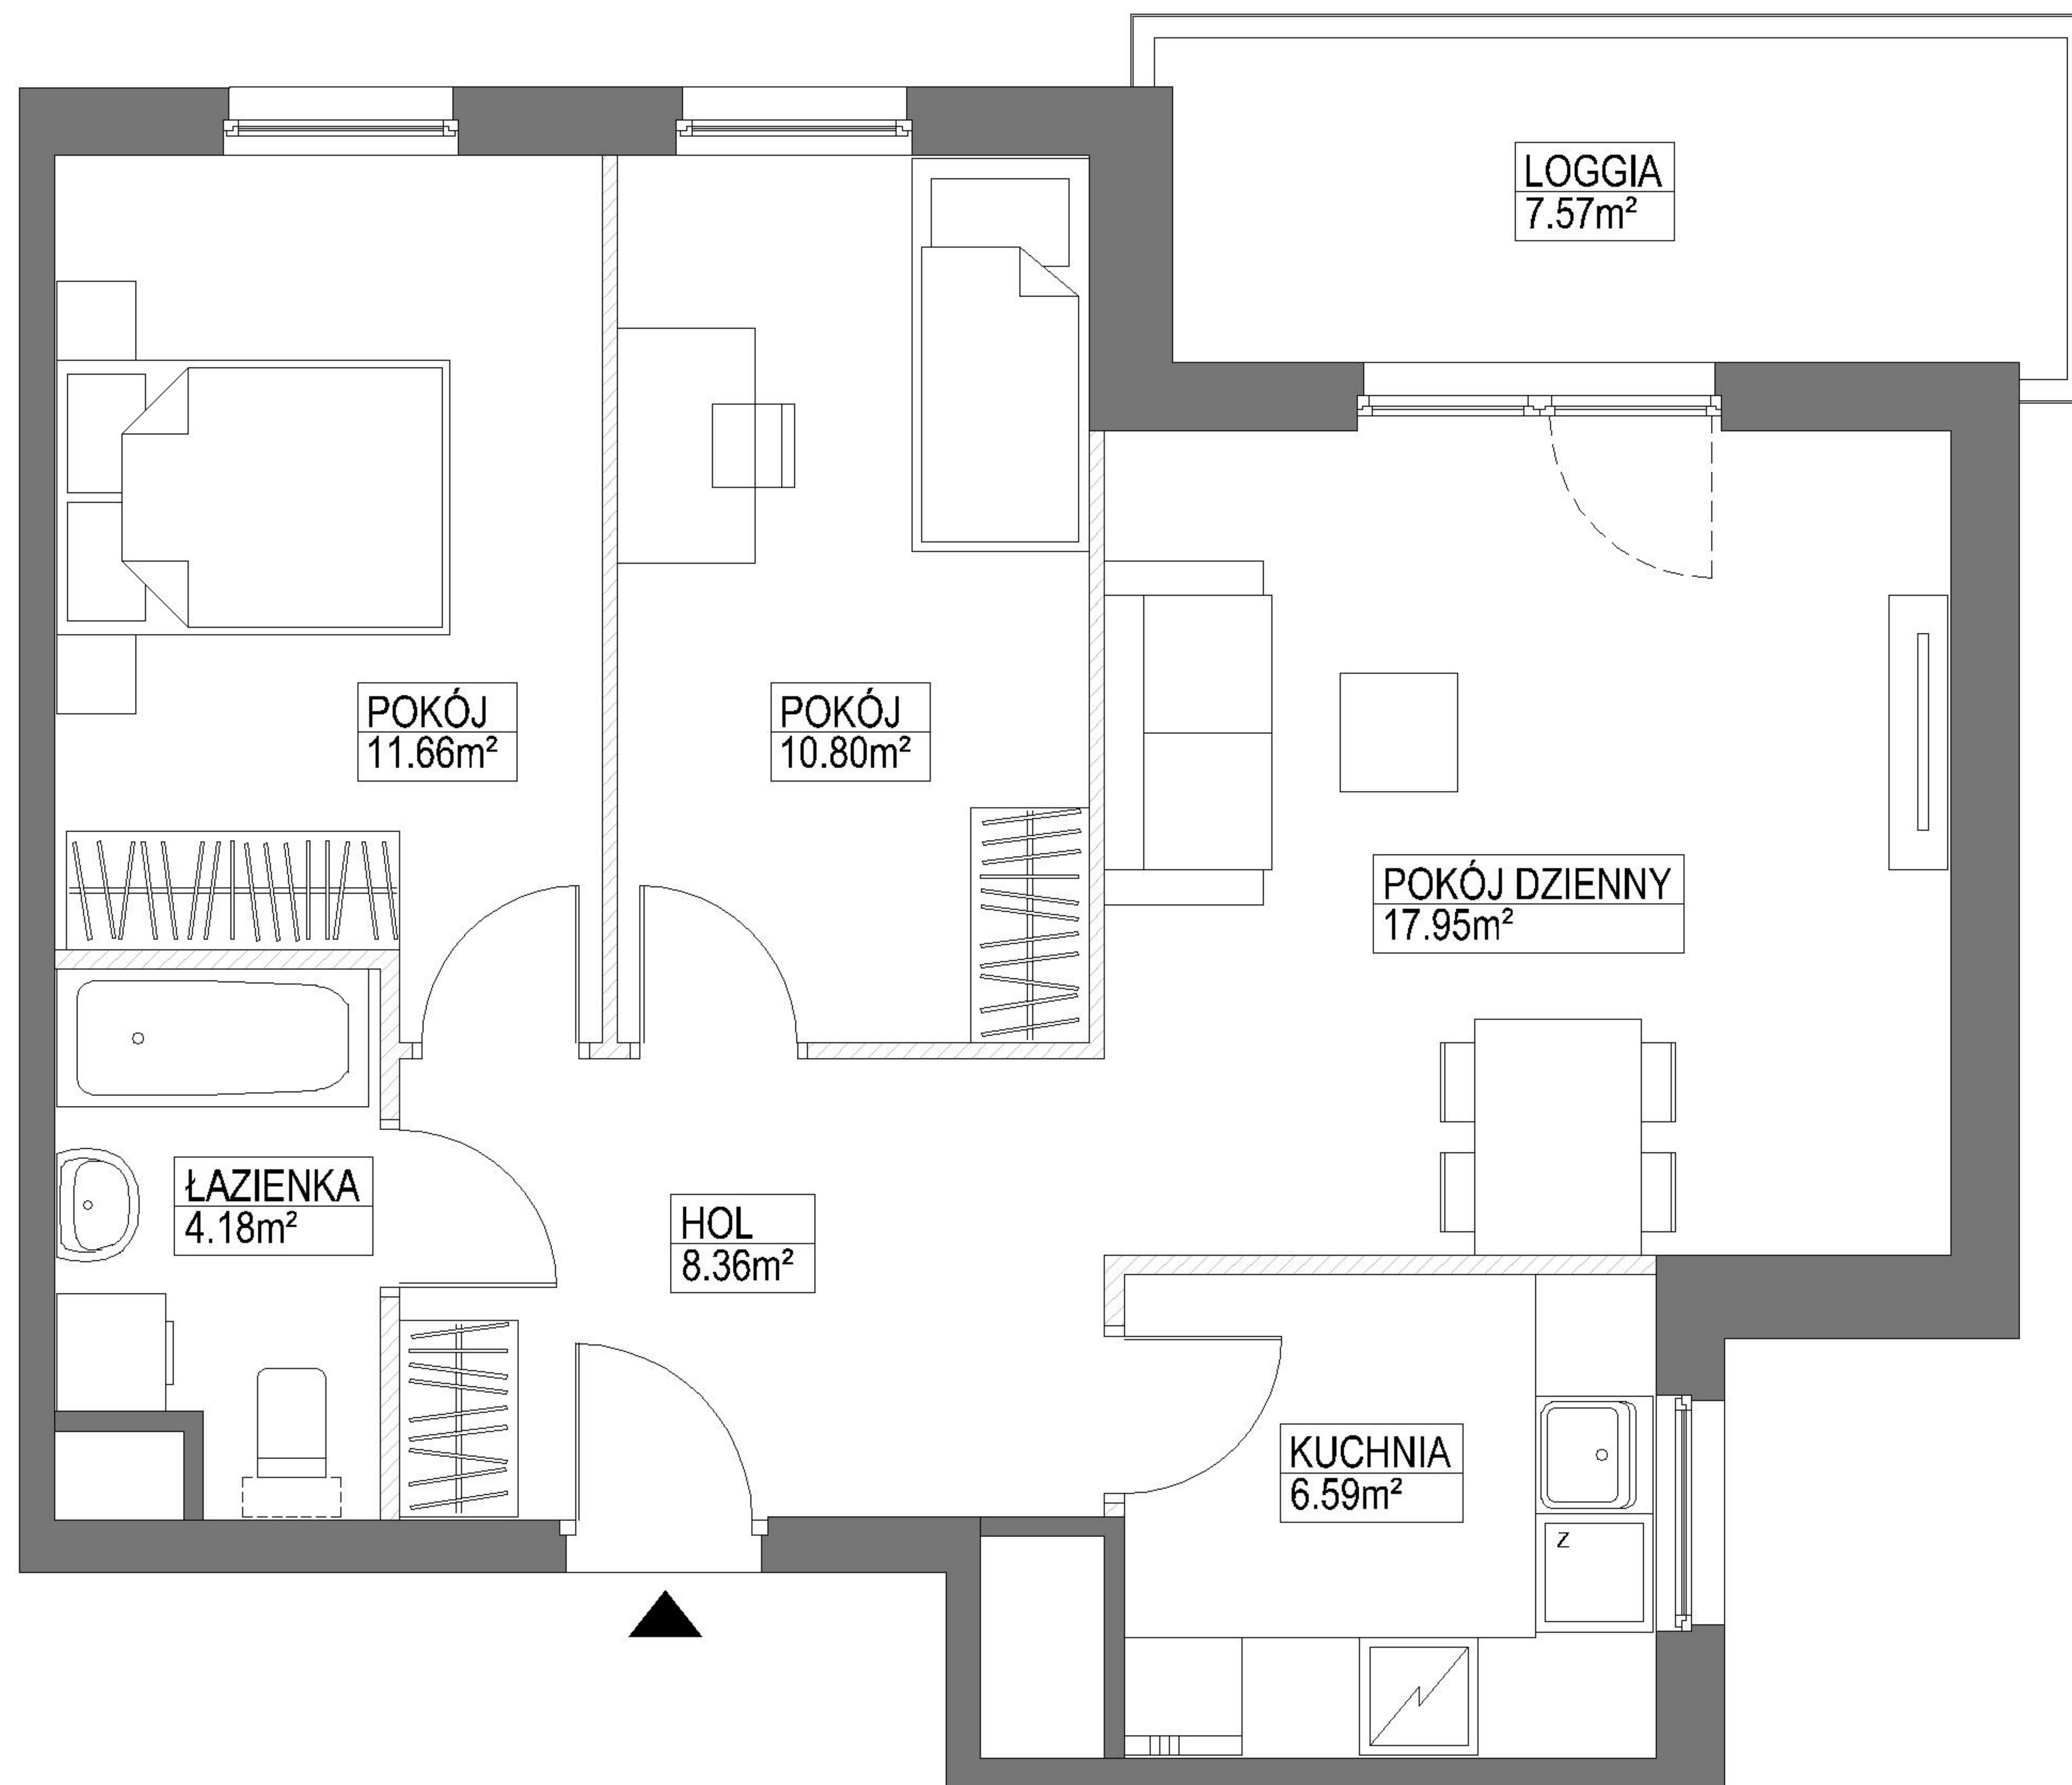 LOGGIA
7.57m²
POKÓJ
11.66m²
POKÓJ
10.80m²
POKÓJ DZIENNY
17.95m²
ŁAZIENKA
4.18m²
HOL
8.36m²
KUCHNIA
6.59m²
Z